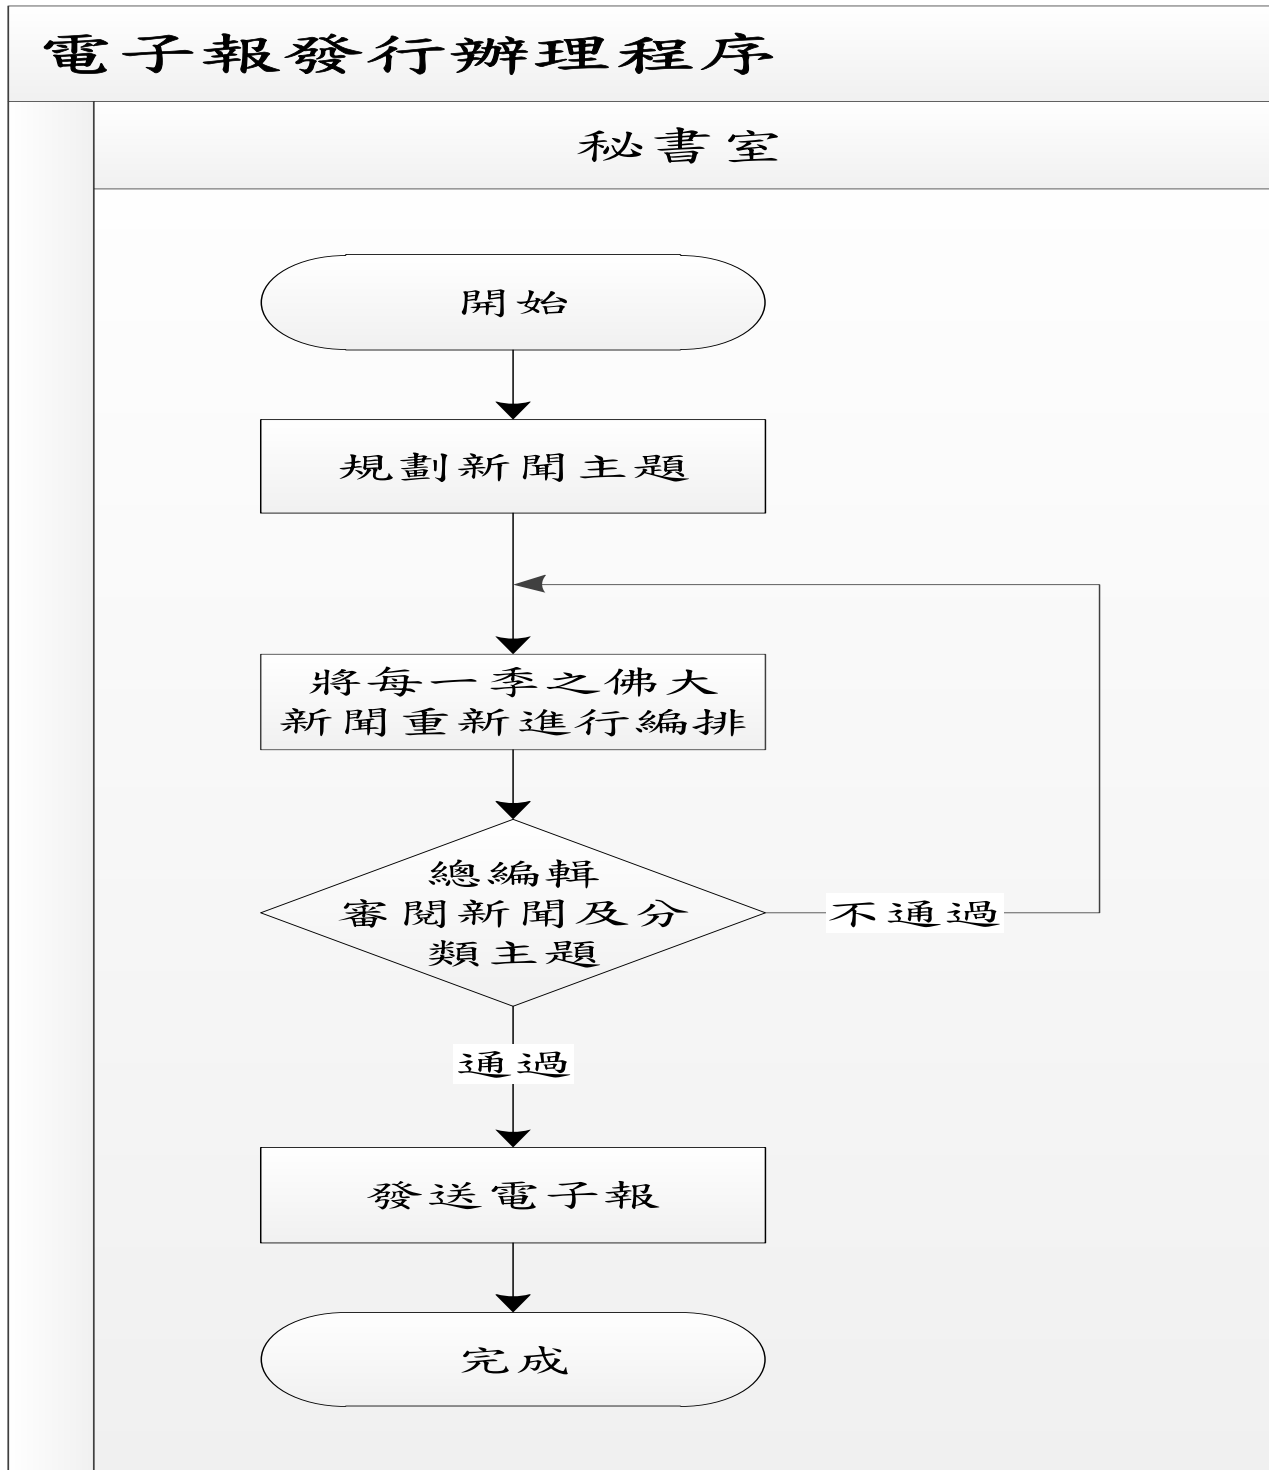 電子報發行辦理程序
秘書室
開始
規劃新聞主題
將每一季之佛大
新聞重新進行編排
總編輯
審閱新聞及分
類主題
不通過
通過
發送電子報
完成